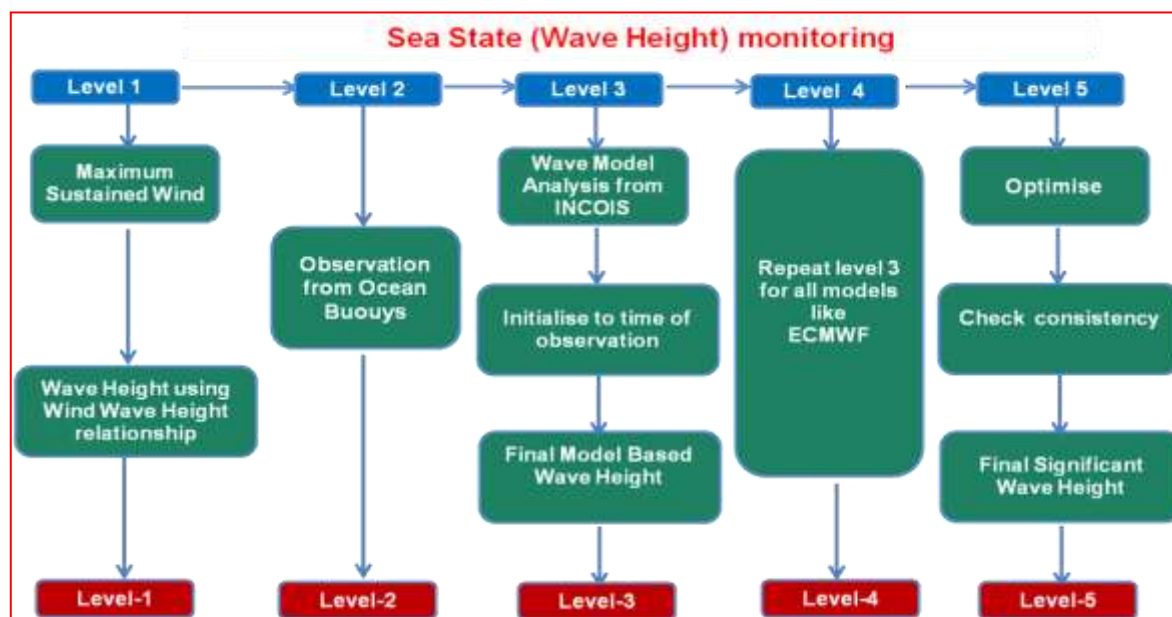 Sea State (Wave Height) monitoring
Level 1
Level 2
Level 3
Level 4
Level 5
Maximum
Sustained Wind
Wave Height using
Wind Wave Height
relationship
Level-1
Observation
from Ocean
Buouys
Level-2
Wave Model
Analysis from
INCOIS
Initialise to time of
observation
Final Model Based
Wave Height
Level-3
Repeat level 3
for all models
like
ECMWF
Level-4
Optimise
Check consistency
Final Significant
Wave Height
Level-5